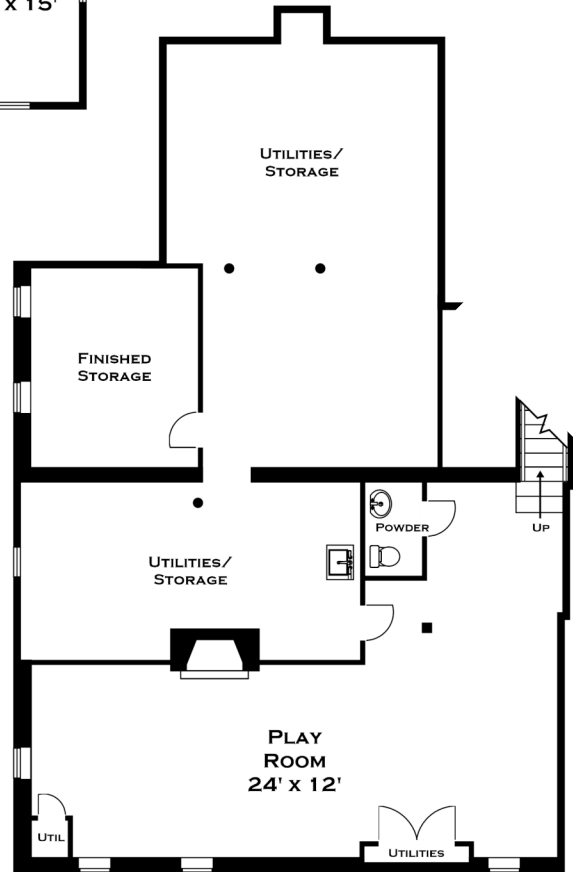 x 15'
Utilities/
Storage
Finished
Storage
Powder
Up
Utilities/
Storage
Play
Room
24' x 12'
Util
Utilities